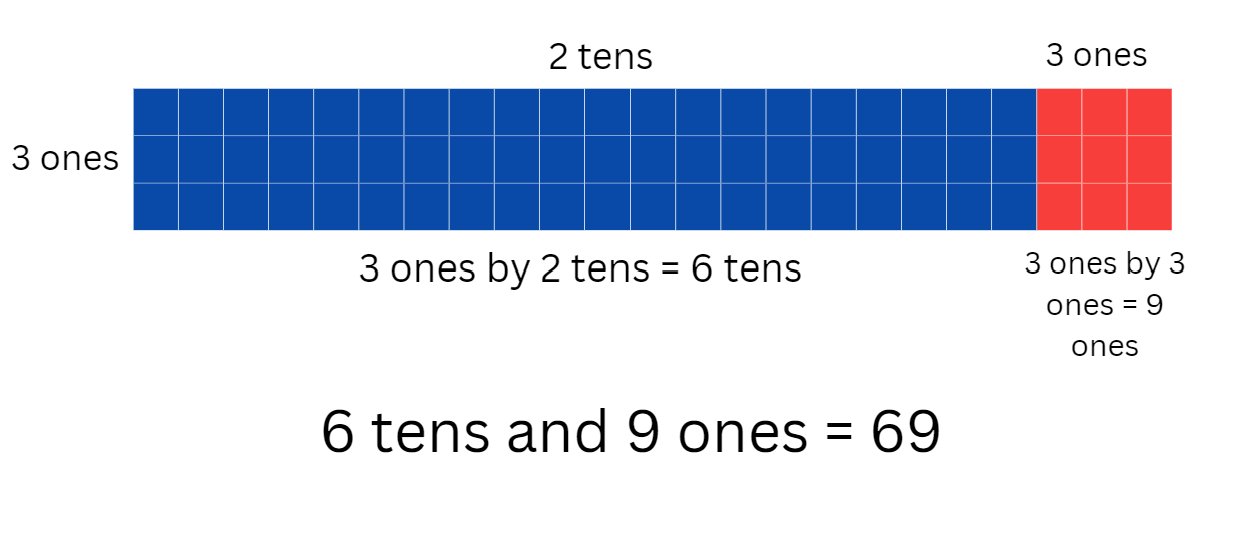 2 tens
3 ones
3 ones
3 ones by 2 tens = 6 tens
3 ones by 3
ones = 9
ones
6 tens and 9 ones = 69